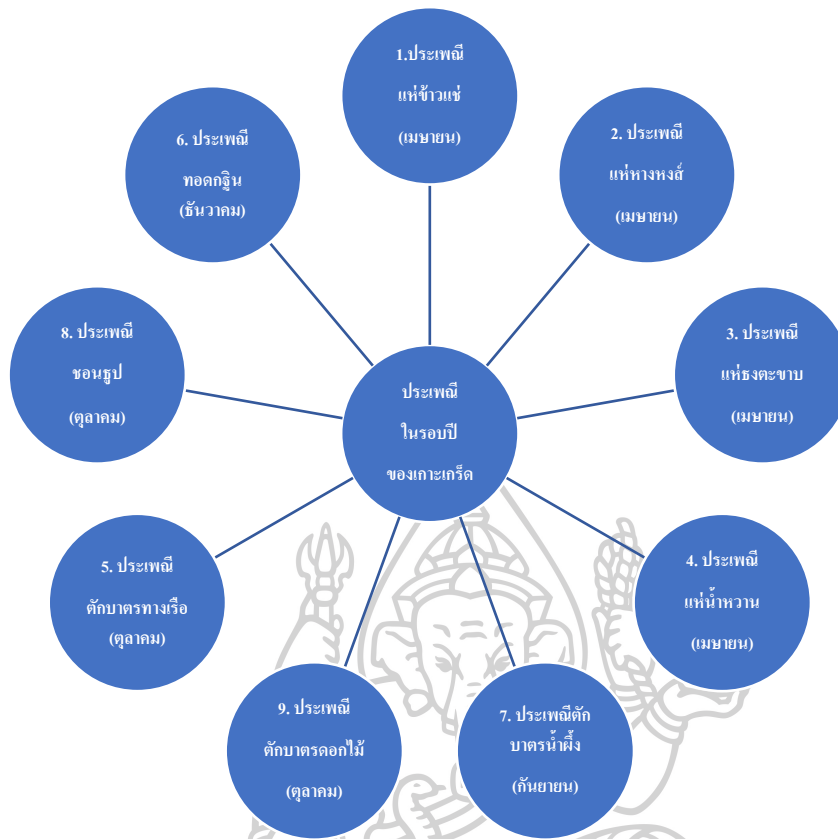 1.ประเพณี
แห่ข้าวแช่
(เมษายน)
2. ประเพณี
แห่หางหงส์
(เมษายน)
3. ประเพณี
แห่ธงตะขาบ
(เมษายน)
4. ประเพณี
แห่น้ำหวาน
(เมษายน)
7. ประเพณีตัก
บาตรน้ำผึ้ง
(กันยายน)
9. ประเพณี
ตักบาตรดอกไม้
(ตุลาคม)
5. ประเพณี
ตักบาตรทางเรือ
(ตุลาคม)
8. ประเพณี
ซอนธูป
(ตุลาคม)
6. ประเพณี
ทอดกฐิน
(ธันวาคม)
ประเพณี
ในรอบปี
ของเกาะเกร็ด